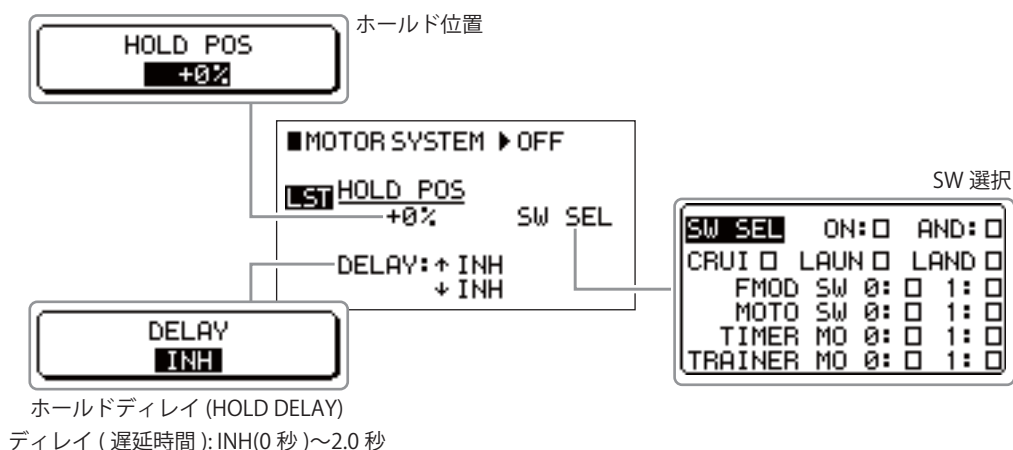 HOLD POS
+0%
ホールド位置
■MOTOR SYSTEM ▶OFF
LST HOLD POS
+0% SW SEL
DELAY:↑INH
↓INH
SW 選択
SW SEL ON:□ AND:□
CRUI□ LAUN□ LAND□
FMOD SW 0:□ 1:□
MOTO SW 0:□ 1:□
TIMER MO 0:□ 1:□
TRAINER MO 0:□ 1:□
DELAY
INH
ホールドディレイ (HOLD DELAY)
ディレイ ( 遅延時間 ): INH(0 秒 )～2.0 秒